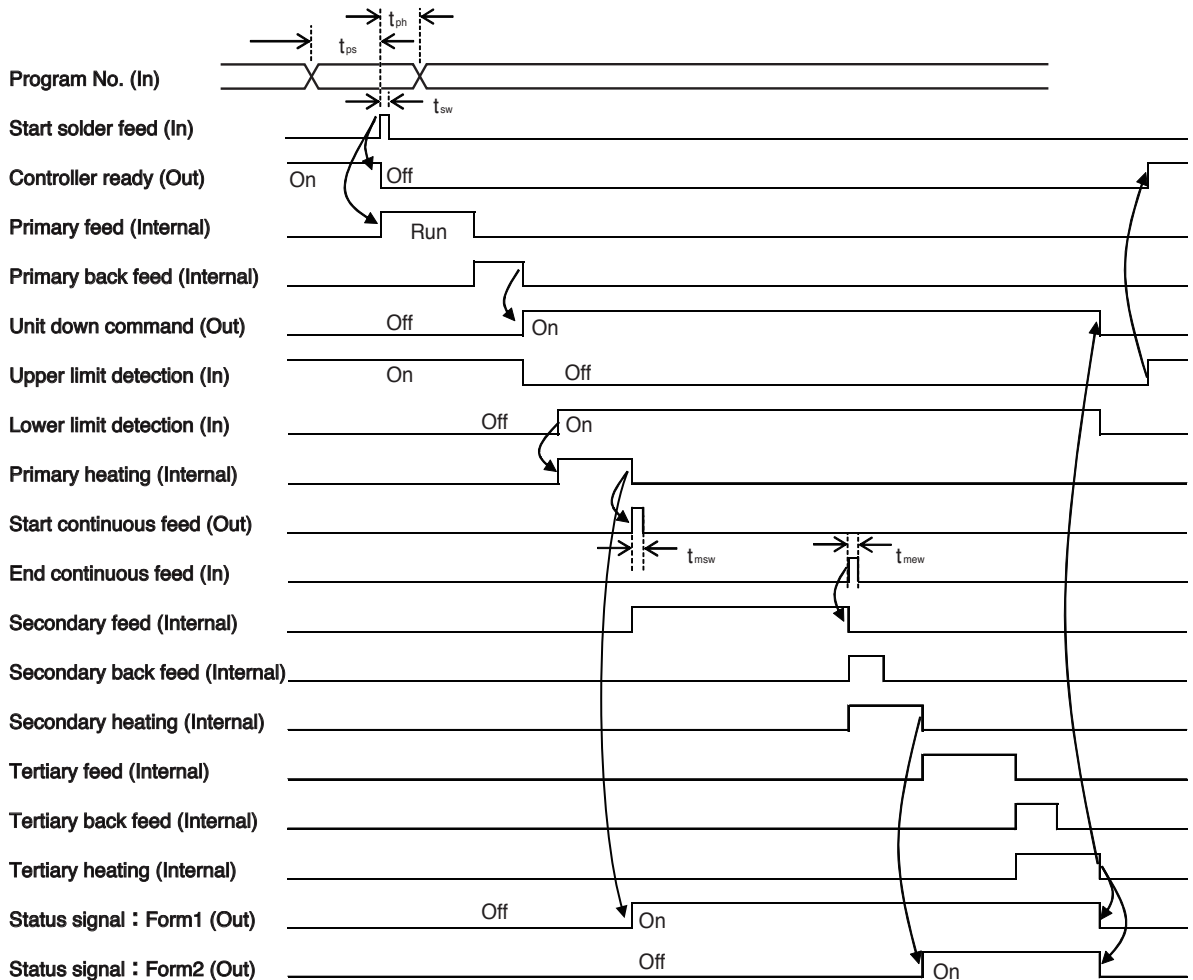 tph
tps
Program No. (In)
tsw
Start solder feed (In)
Controller ready (Out) On Off
Primary feed (Internal) Run
Primary back feed (Internal)
Unit down command (Out) Off On
Upper limit detection (In) On Off
Lower limit detection (In) Off On
Primary heating (Internal)
Start continuous feed (Out)
tmsw tmew
End continuous feed (In)
Secondary feed (Internal)
Secondary back feed (Internal)
Secondary heating (Internal)
Tertiary feed (Internal)
Tertiary back feed (Internal)
Tertiary heating (Internal)
Status signal：Form1 (Out) Off On
Status signal：Form2 (Out) Off On